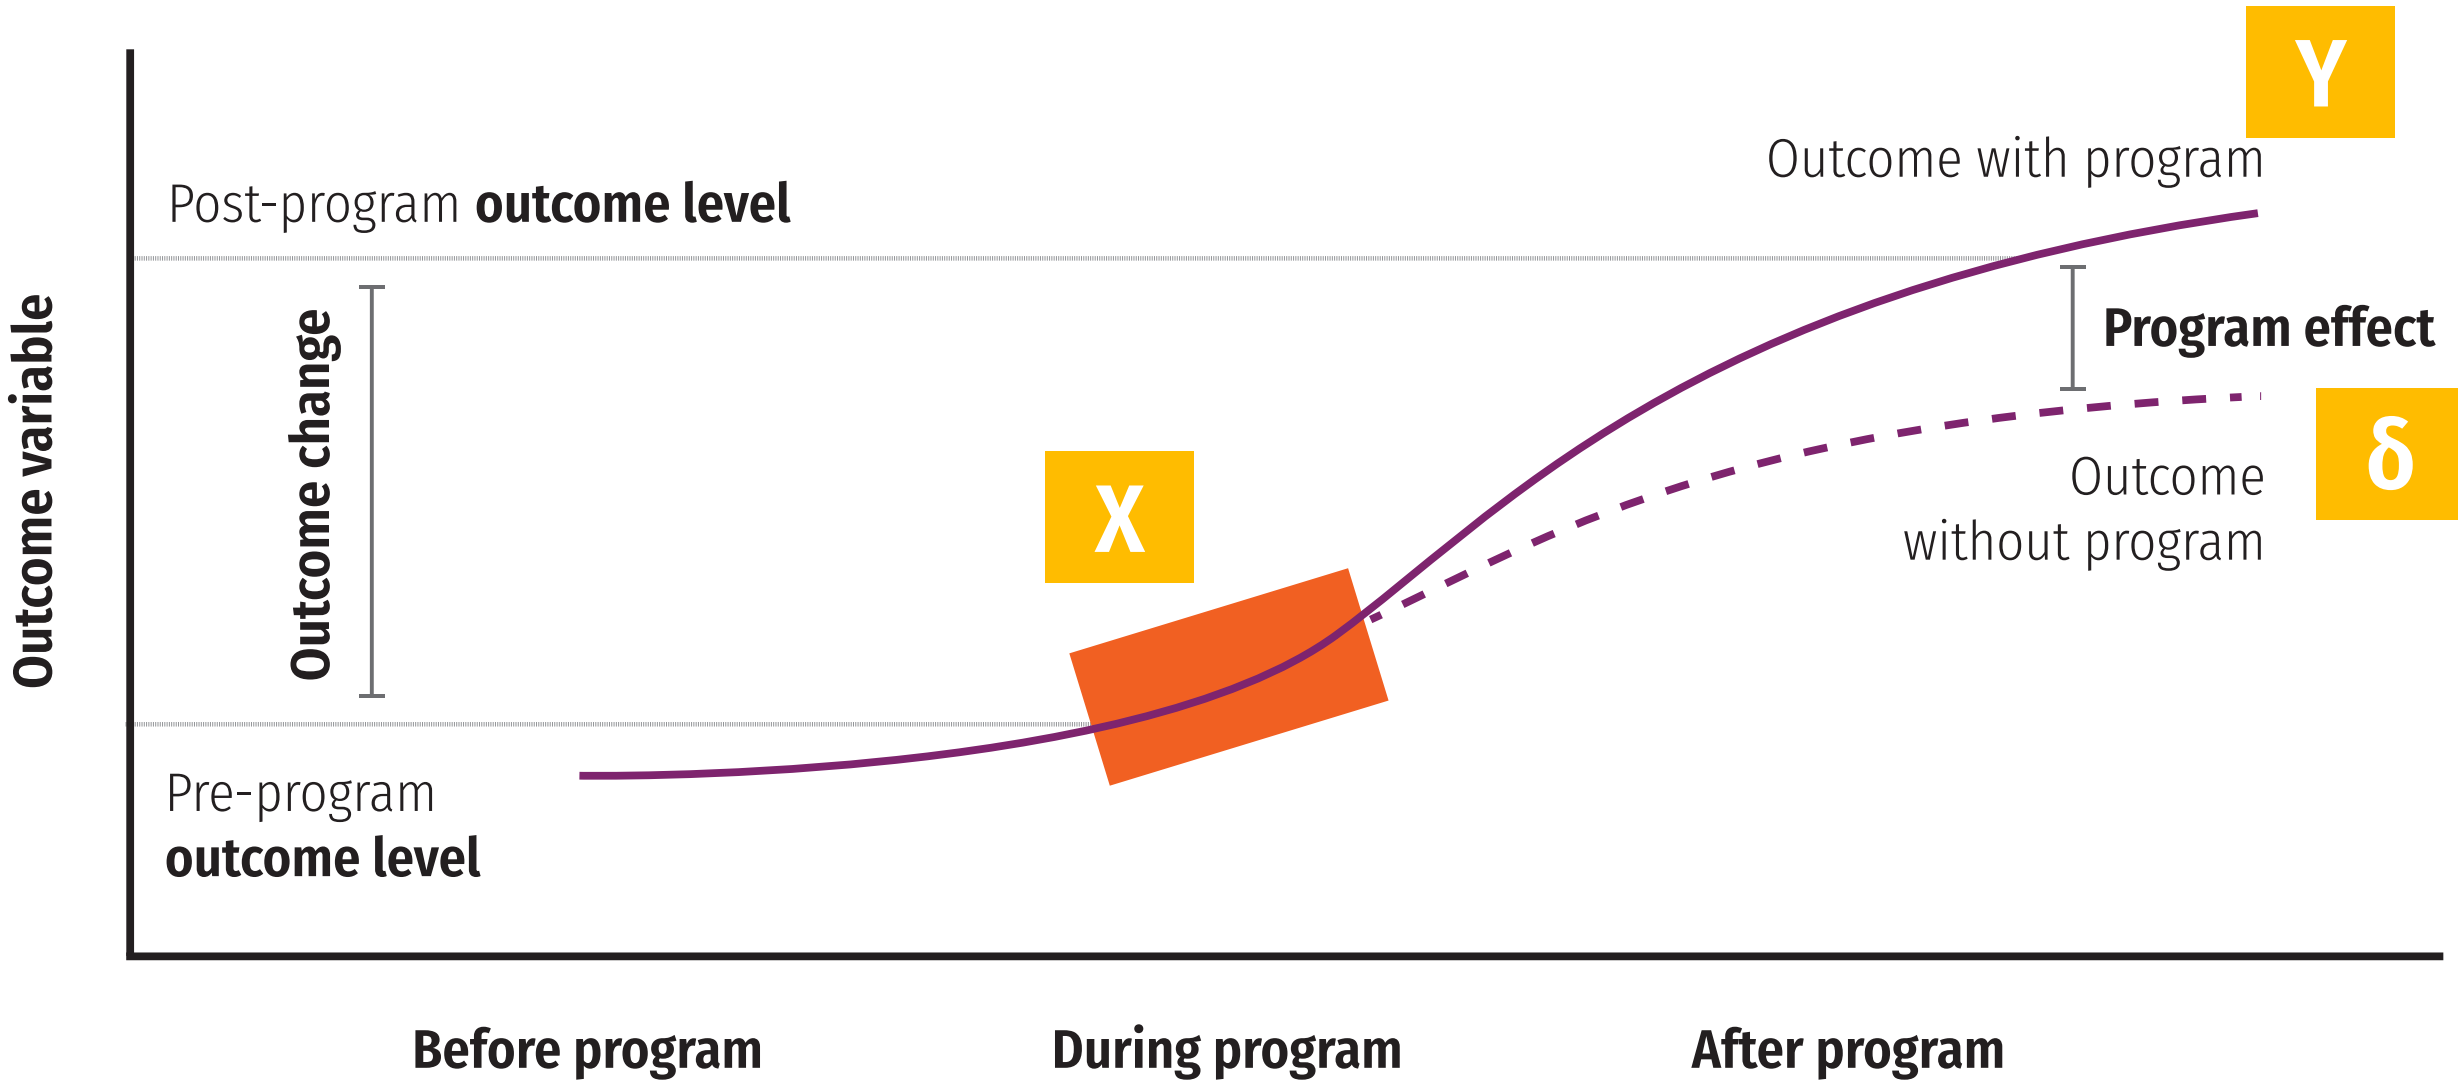 Y
Outcome with program
Post-program outcome level
Outcome variable
Outcome change
Program effect
X
δ
Outcome
without program
Pre-program
outcome level
Before program
During program
After program